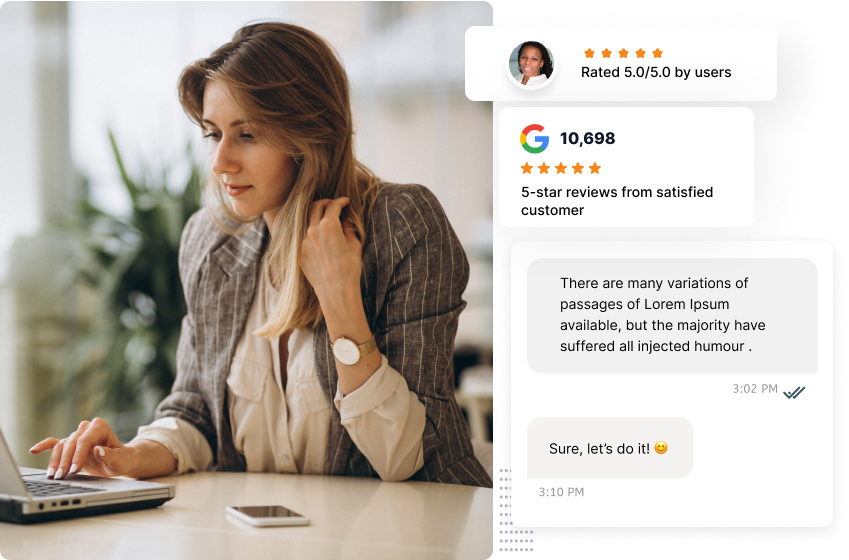 Rated 5.0/5.0 by users
10,698
5-star reviews from satisfied
customer
There are many variations of
passages of Lorem Ipsum
available, but the majority have
suffered all injected humour .
3:02 PM
Sure, let's do it! 😊
3:10 PM